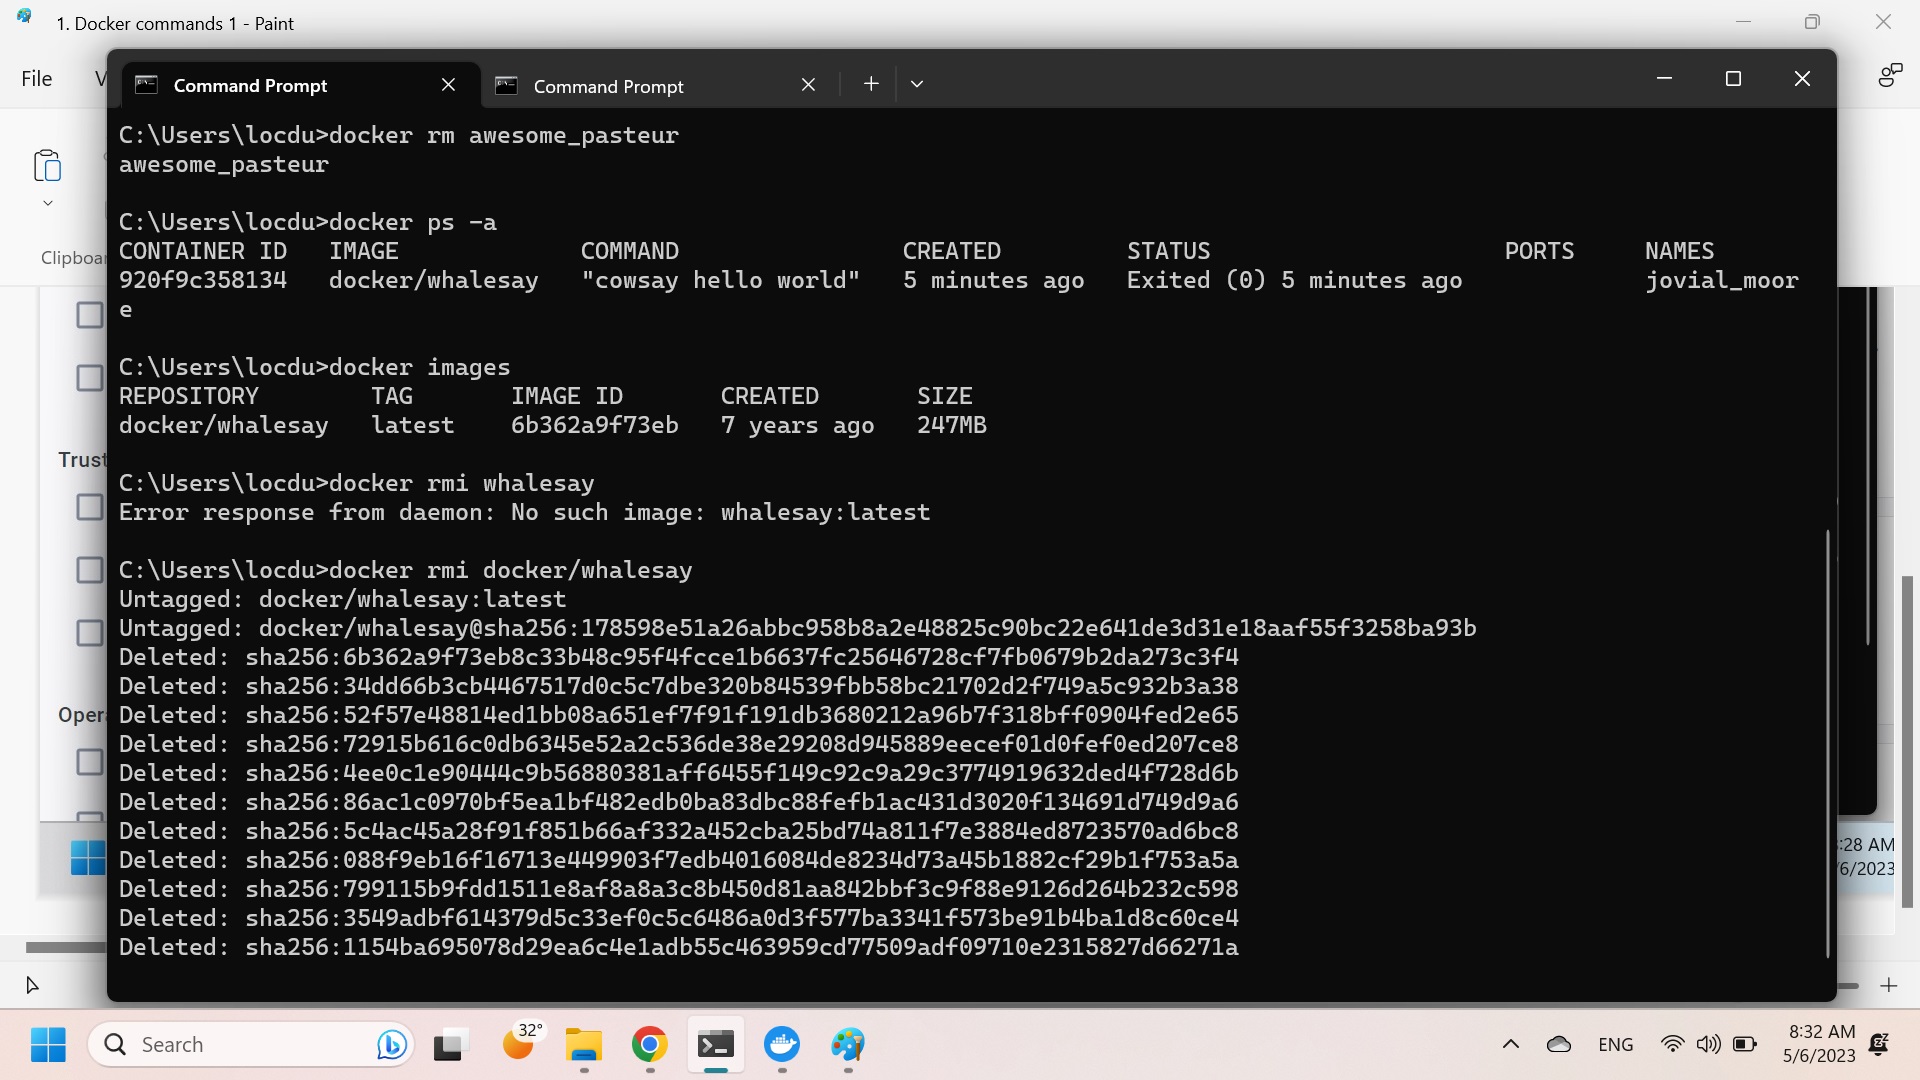 1. Docker commands 1 - Paint
File
Command Prompt
Command Prompt
C:\Users\locdu>docker rm awesome_pasteur
awesome_pasteur
C:\Users\locdu>docker ps -a
CONTAINER ID IMAGE COMMAND CREATED STATUS PORTS NAMES
920f9c358134 docker/whalesay "cowsay hello world" 5 minutes ago Exited (0) 5 minutes ago jovial_moor
e
C:\Users\locdu>docker images
REPOSITORY TAG IMAGE ID CREATED SIZE
docker/whalesay latest 6b362a9f73eb 7 years ago 247MB
C:\Users\locdu>docker rmi whalesay
Error response from daemon: No such image: whalesay:latest
C:\Users\locdu>docker rmi docker/whalesay
Untagged: docker/whalesay:latest
Untagged: docker/whalesay@sha256:178598e51a26abbc958b8a2e48825c90bc22e641de3d31e18aaf55f3258ba93b
Deleted: sha256:6b362a9f73eb8c33b48c95f4fcce1b6637fc25646728cf7fb0679b2da273c3f4
Deleted: sha256:34dd66b3cb4467517d0c5c7dbe320b84539fbb58bc21702d2f749a5c932b3a38
Deleted: sha256:52f57e48814ed1bb08a651ef7f91f191db3680212a96b7f318bff0904fed2e65
Deleted: sha256:72915b616c0db6345e52a2c536de38e29208d945889eecef01d0fef0ed207ce8
Deleted: sha256:4ee0c1e90444c9b56880381aff6455f149c92c9a29c3774919632ded4f728d6b
Deleted: sha256:86ac1c0970bf5ea1bf482edb0ba83dbc88fefb1ac431d3020f134691d749d9a6
Deleted: sha256:5c4ac45a28f91f851b66af332a452cba25bd74a811f7e3884ed8723570ad6bc8
Deleted: sha256:088f9eb16f16713e449903f7edb4016084de8234d73a45b1882cf29b1f753a5a
Deleted: sha256:799115b9fdd1511e8af8a8a3c8b450d81aa842bbf3c9f88e9126d264b232c598
Deleted: sha256:3549adbf614379d5c33ef0c5c6486a0d3f577ba3341f573be91b4ba1d8c60ce4
Deleted: sha256:1154ba695078d29ea6c4e1adb55c463959cd77509adf09710e2315827d66271a
Clipboar
Trust
Opera
:28 AM
/6/2023
Search
32°
ENG
8:32 AM
5/6/2023